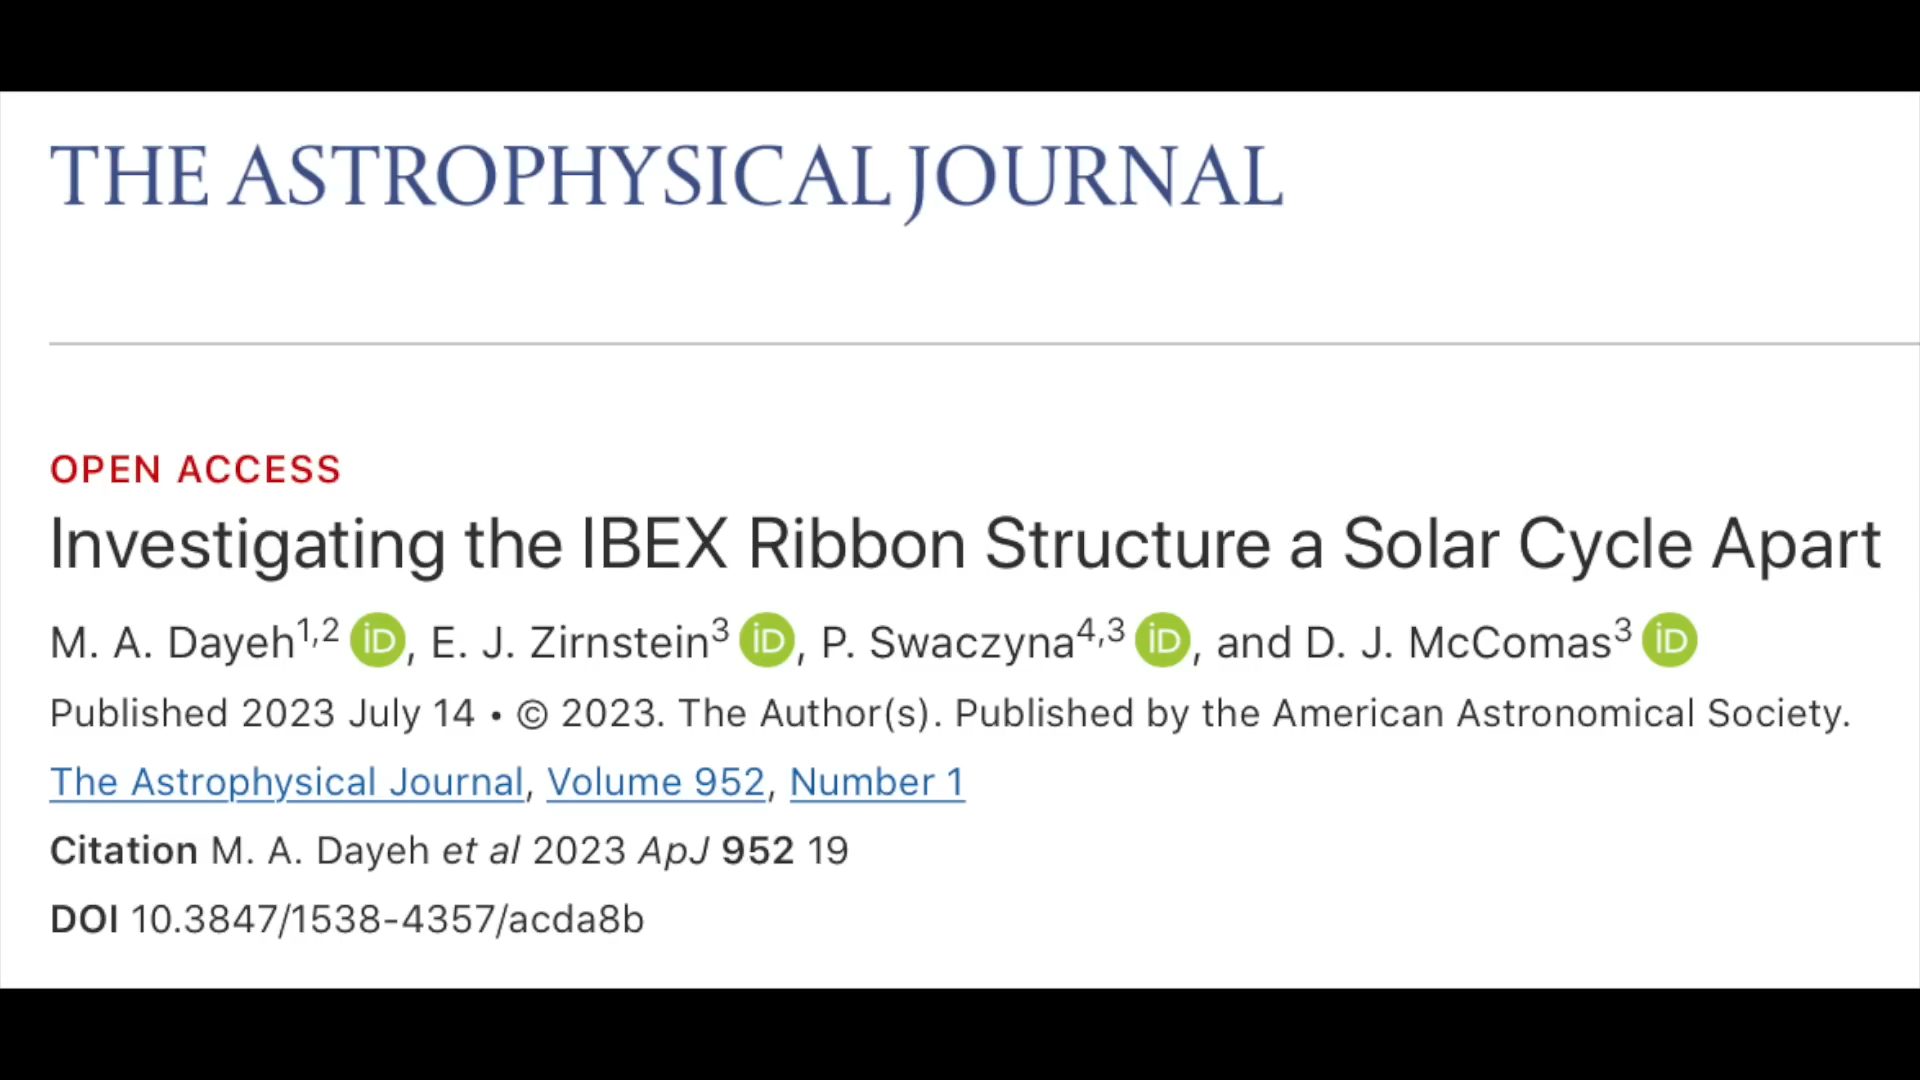 THE ASTROPHYSICAL JOURNAL
OPEN ACCESS
Investigating the IBEX Ribbon Structure a Solar Cycle Apart
M. A. Dayeh1,2 iD, E. J. Zirnstein3 iD, P. Swaczyna4,3 iD, and D. J. McComas3 iD
Published 2023 July 14 • © 2023. The Author(s). Published by the American Astronomical Society.
The Astrophysical Journal, Volume 952, Number 1
Citation M. A. Dayeh et al 2023 ApJ 952 19
DOI 10.3847/1538-4357/acda8b